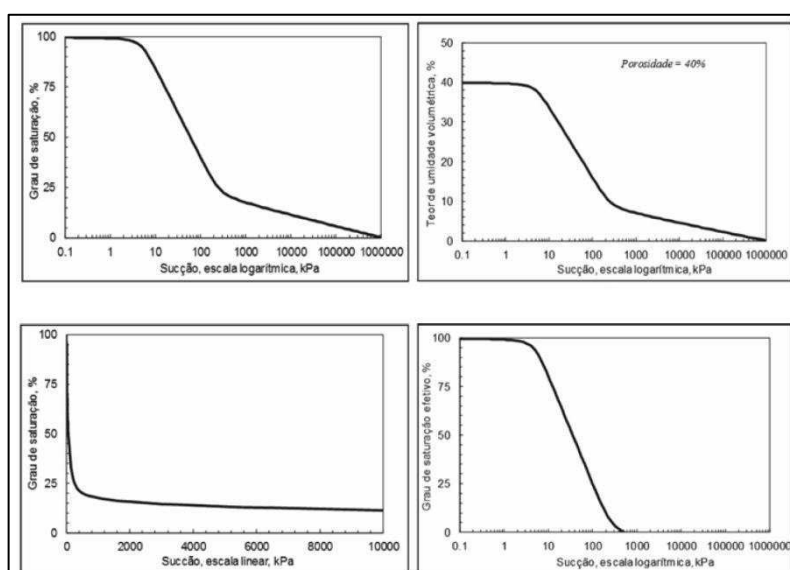 Grau de saturação, %
100
75
50
25
0
0.1 1 10 100 1000 10000 100000 1000000
Sucção, escala logarítmica, kPa
Teor de umidade volumétrica, %
50
40
30
20
10
0
Porosidade = 40%
0.1 1 10 100 1000 10000 100000 1000000
Sucção, escala logarítmica, kPa
Grau de saturação, %
100
75
50
25
0
0 2000 4000 6000 8000 10000
Sucção, escala linear, kPa
Grau de saturação efetivo, %
100
75
50
25
0
0.1 1 10 100 1000 10000 100000 1000000
Sucção, escala logarítmica, kPa